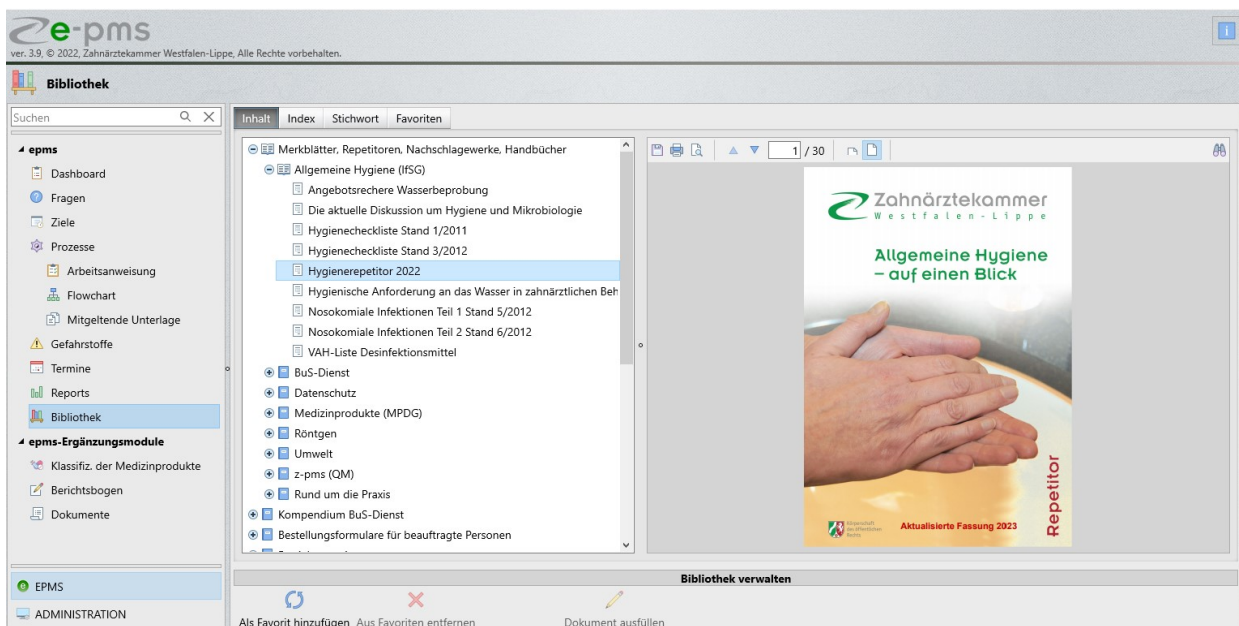 e-pms
ver. 3.9, © 2022, Zahnärztekammer Westfalen-Lippe, Alle Rechte vorbehalten.
i
Bibliothek
Suchen
epms
Dashboard
Fragen
Ziele
Prozesse
Arbeitsanweisung
Flowchart
Mitgeltende Unterlage
Gefahrstoffe
Termine
Reports
Bibliothek
epms-Ergänzungsmodule
Klassifiz. der Medizinprodukte
Berichtsbogen
Dokumente
EPMS
ADMINISTRATION
Inhalt Index Stichwort Favoriten
Merkblätter, Repetitoren, Nachschlagewerke, Handbücher
Allgemeine Hygiene (IfSG)
Angebotsrechere Wasserbeprobung
Die aktuelle Diskussion um Hygiene und Mikrobiologie
Hygienecheckliste Stand 1/2011
Hygienecheckliste Stand 3/2012
Hygienerepetitor 2022
Hygienische Anforderung an das Wasser in zahnärztlichen Beh
Nosokomiale Infektionen Teil 1 Stand 5/2012
Nosokomiale Infektionen Teil 2 Stand 6/2012
VAH-Liste Desinfektionsmittel
BuS-Dienst
Datenschutz
Medizinprodukte (MPDG)
Röntgen
Umwelt
z-pms (QM)
Rund um die Praxis
Kompendium BuS-Dienst
Bestellungsformulare für beauftragte Personen
1 / 30
Zahnärztekammer
Westfalen-Lippe
Allgemeine Hygiene
– auf einen Blick
Repetitor
Körperschaft
des öffentlichen
Rechts
Aktualisierte Fassung 2023
Bibliothek verwalten
Als Favorit hinzufügen Aus Favoriten entfernen Dokument ausfüllen